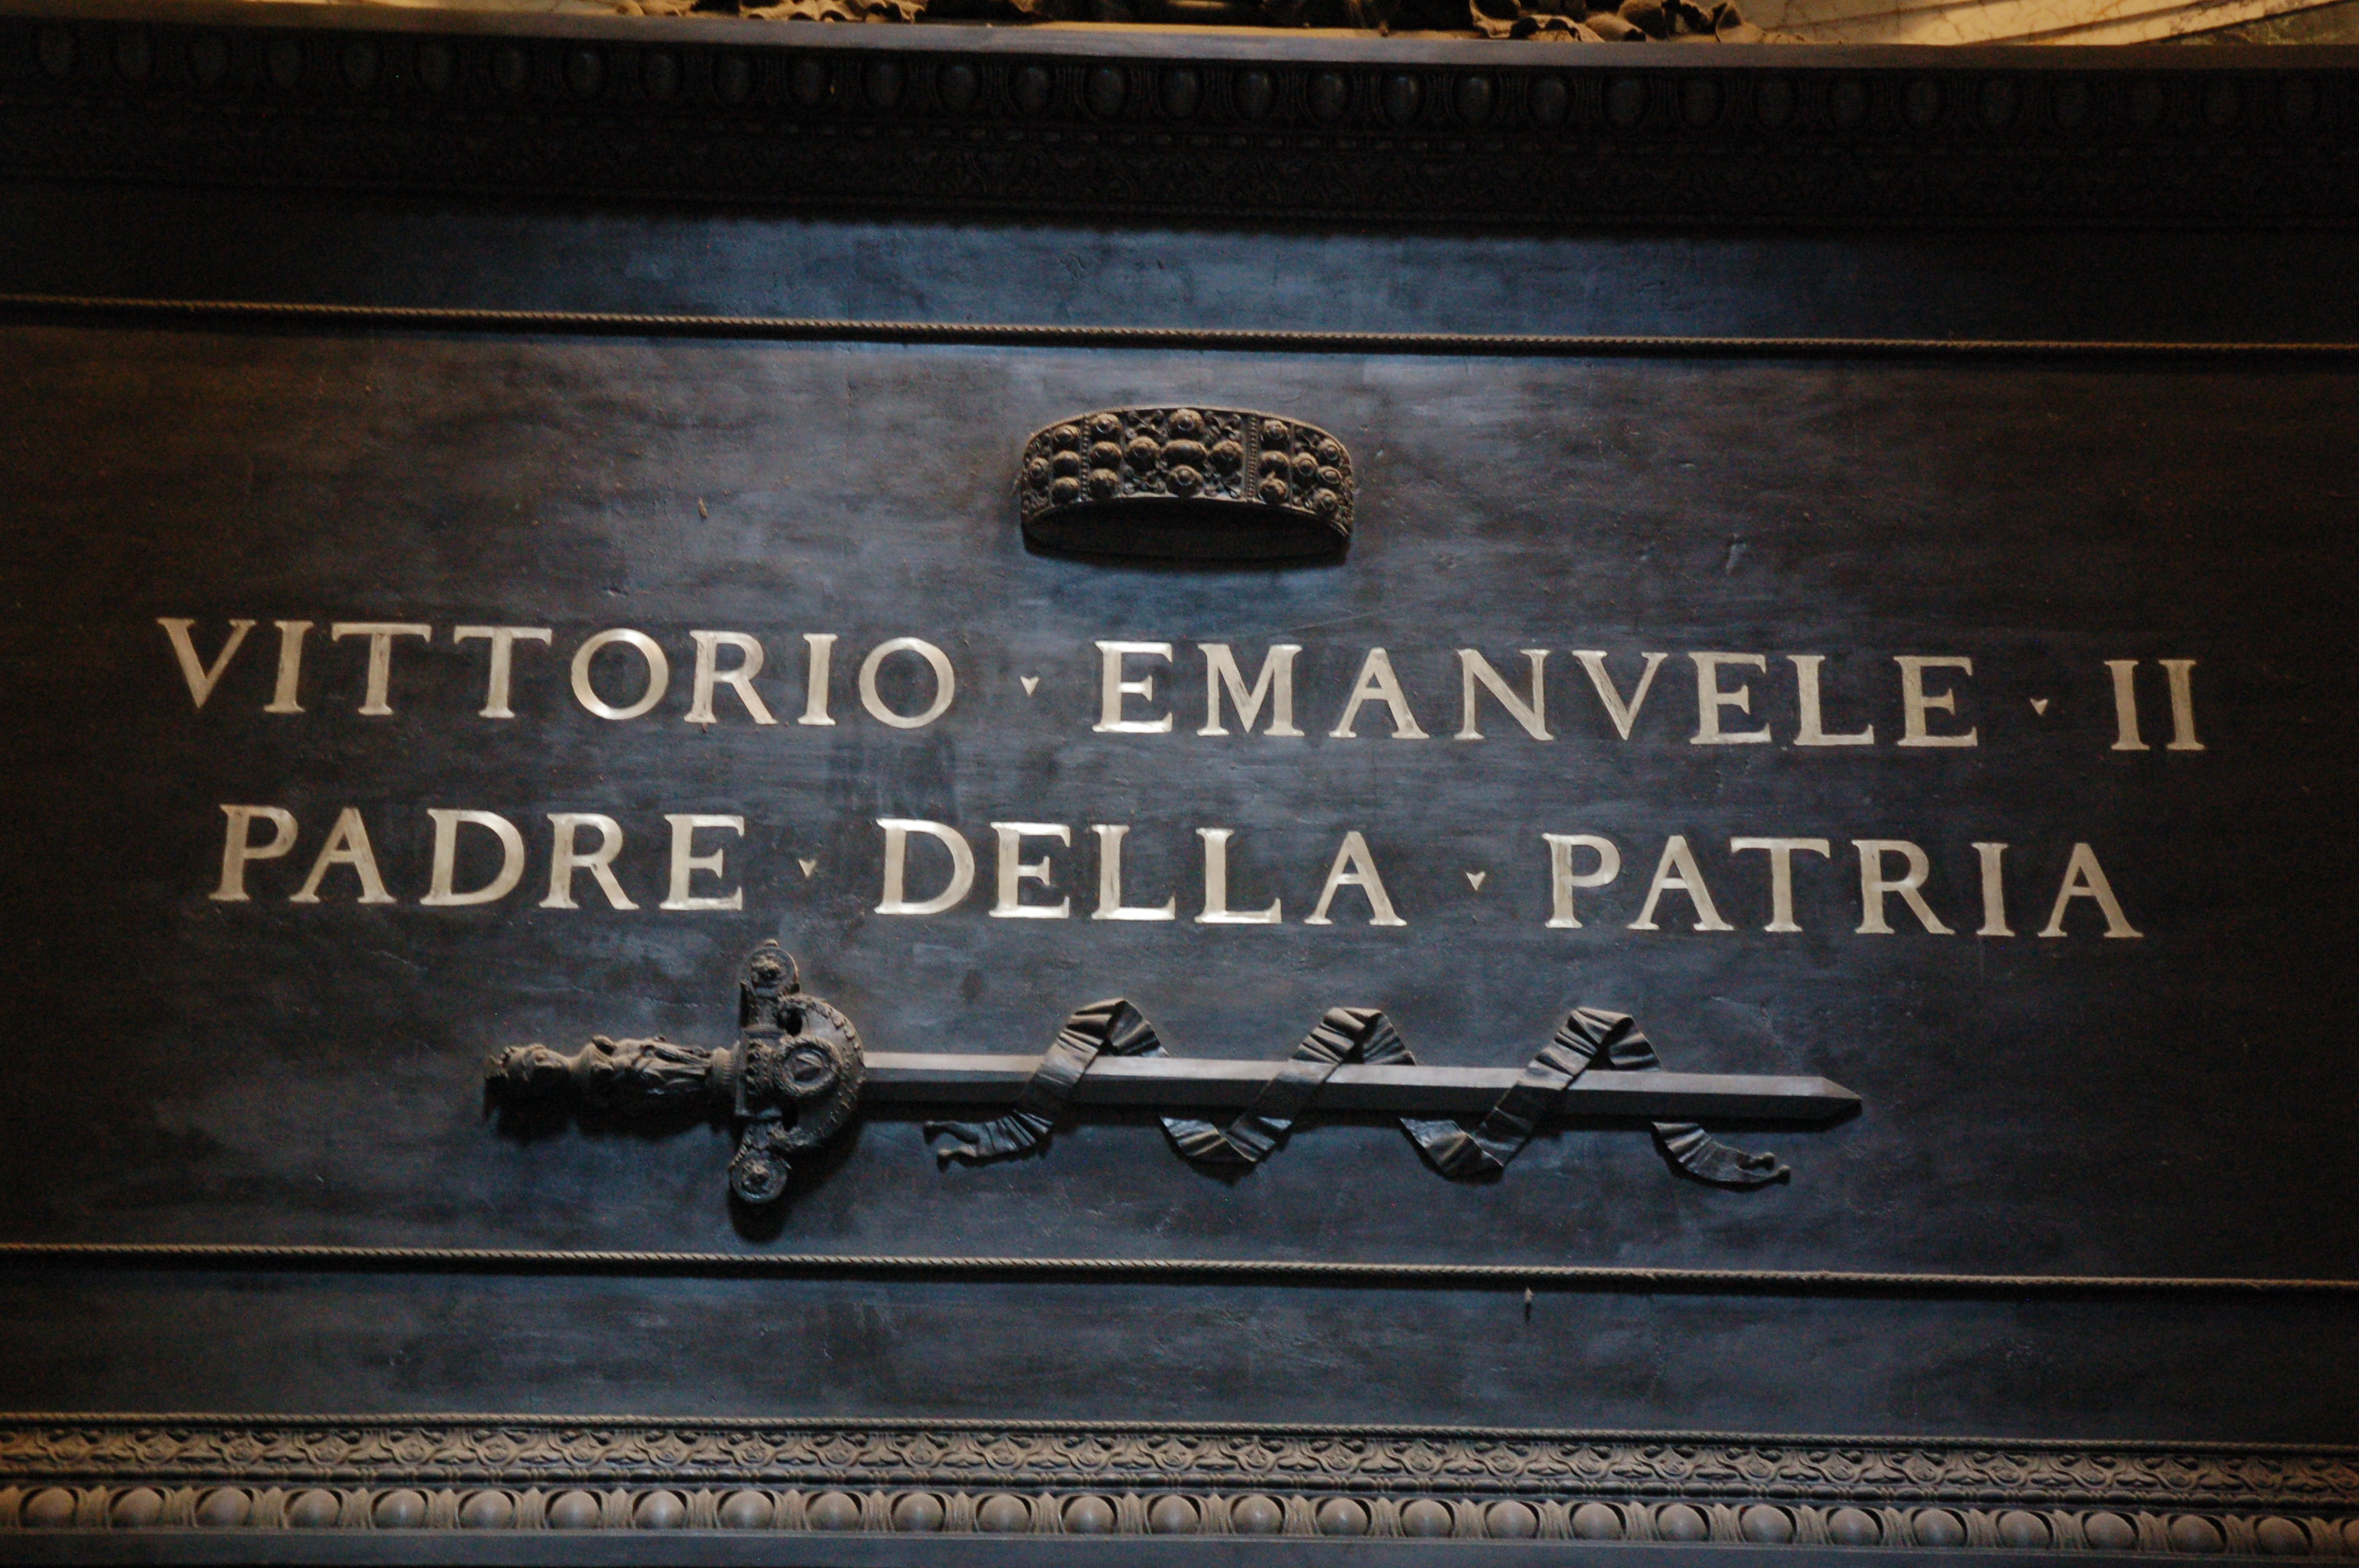 VITTORIO · EMANVELE · II
PADRE · DELLA · PATRIA